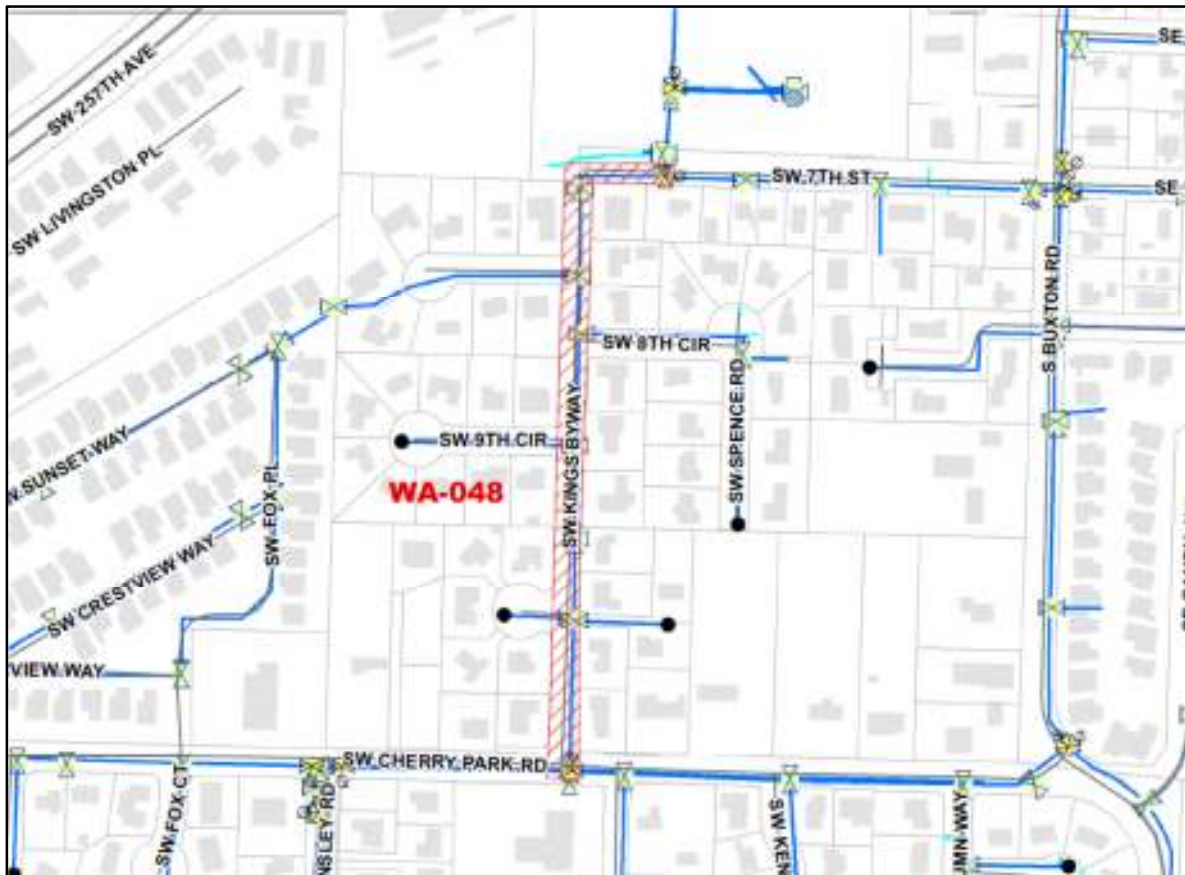 SE
SW 257TH AVE
SW LIVINGSTON PL
SW 7TH ST
SE
S BUXTON RD
SW 8TH CIR
SW SPENCE RD
SW KINGS BYWAY
SW 9TH CIR
WA-048
W SUNSET WAY
SW FOX PL
SW CRESTVIEW WAY
VIEW WAY
SW CHERRY PARK RD
SW FOX CT
NSLEY RD
SW KEN
UMN WAY